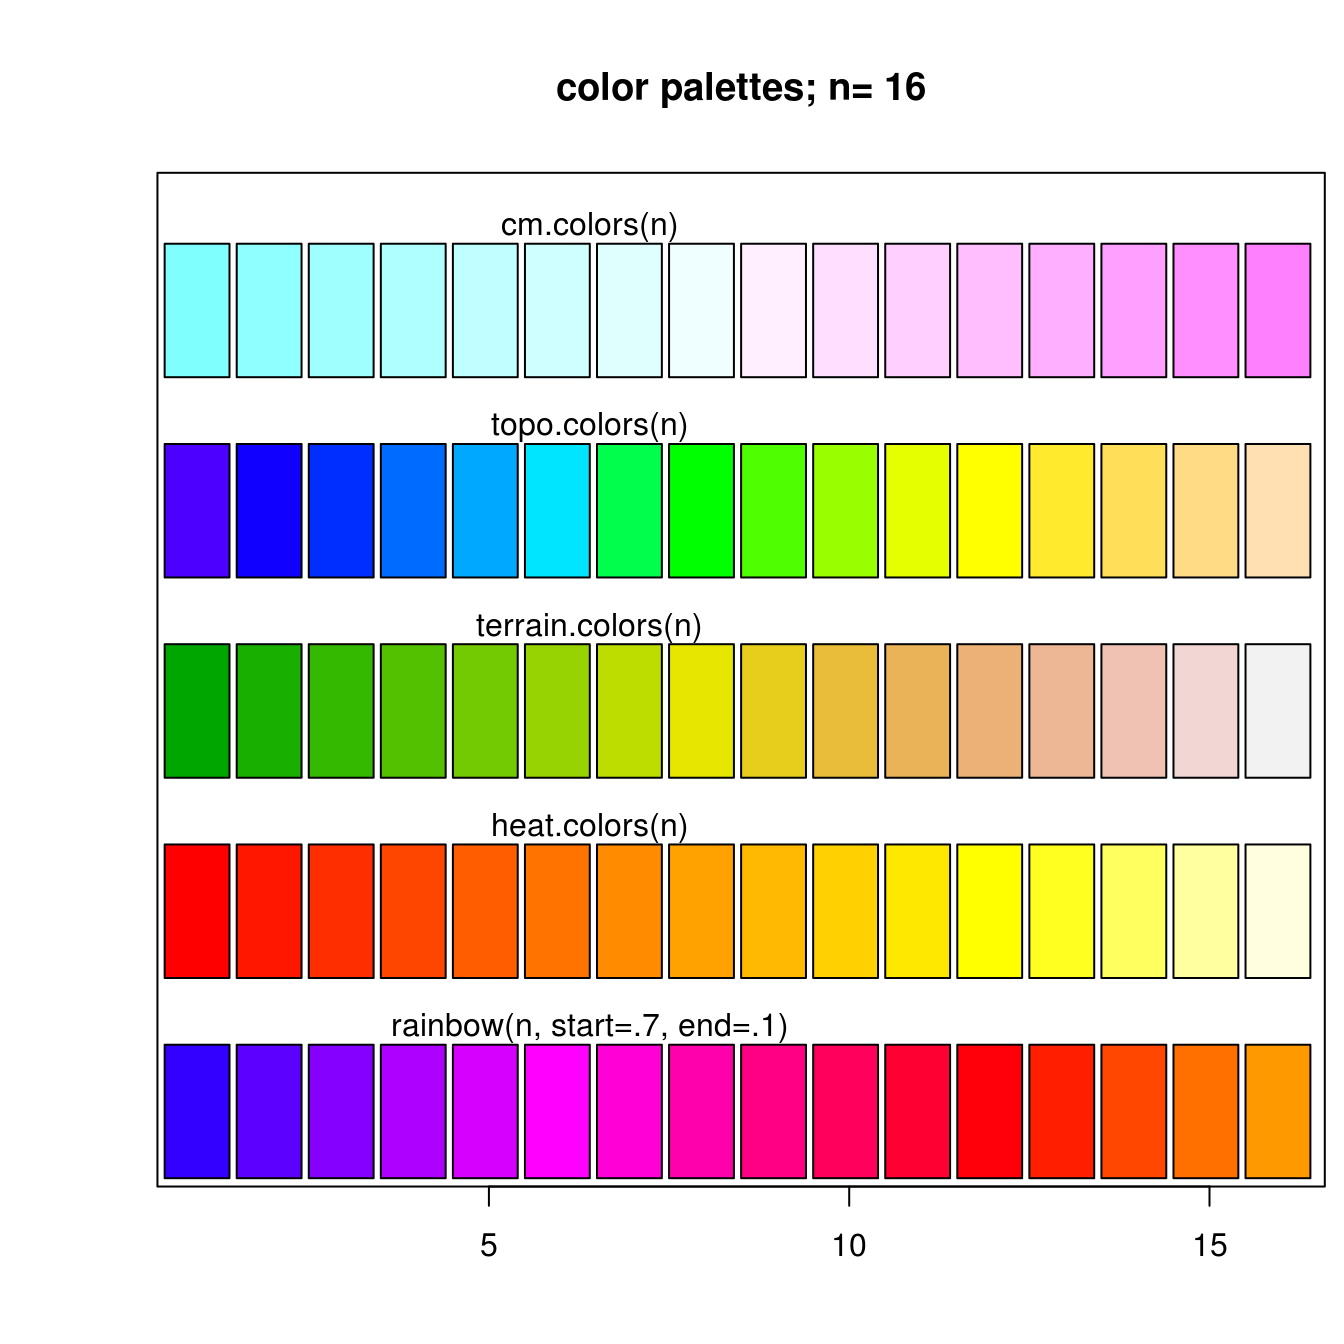 color palettes; n= 16
cm.colors(n)
topo.colors(n)
terrain.colors(n)
heat.colors(n)
rainbow(n, start=.7, end=.1)
5 10 15